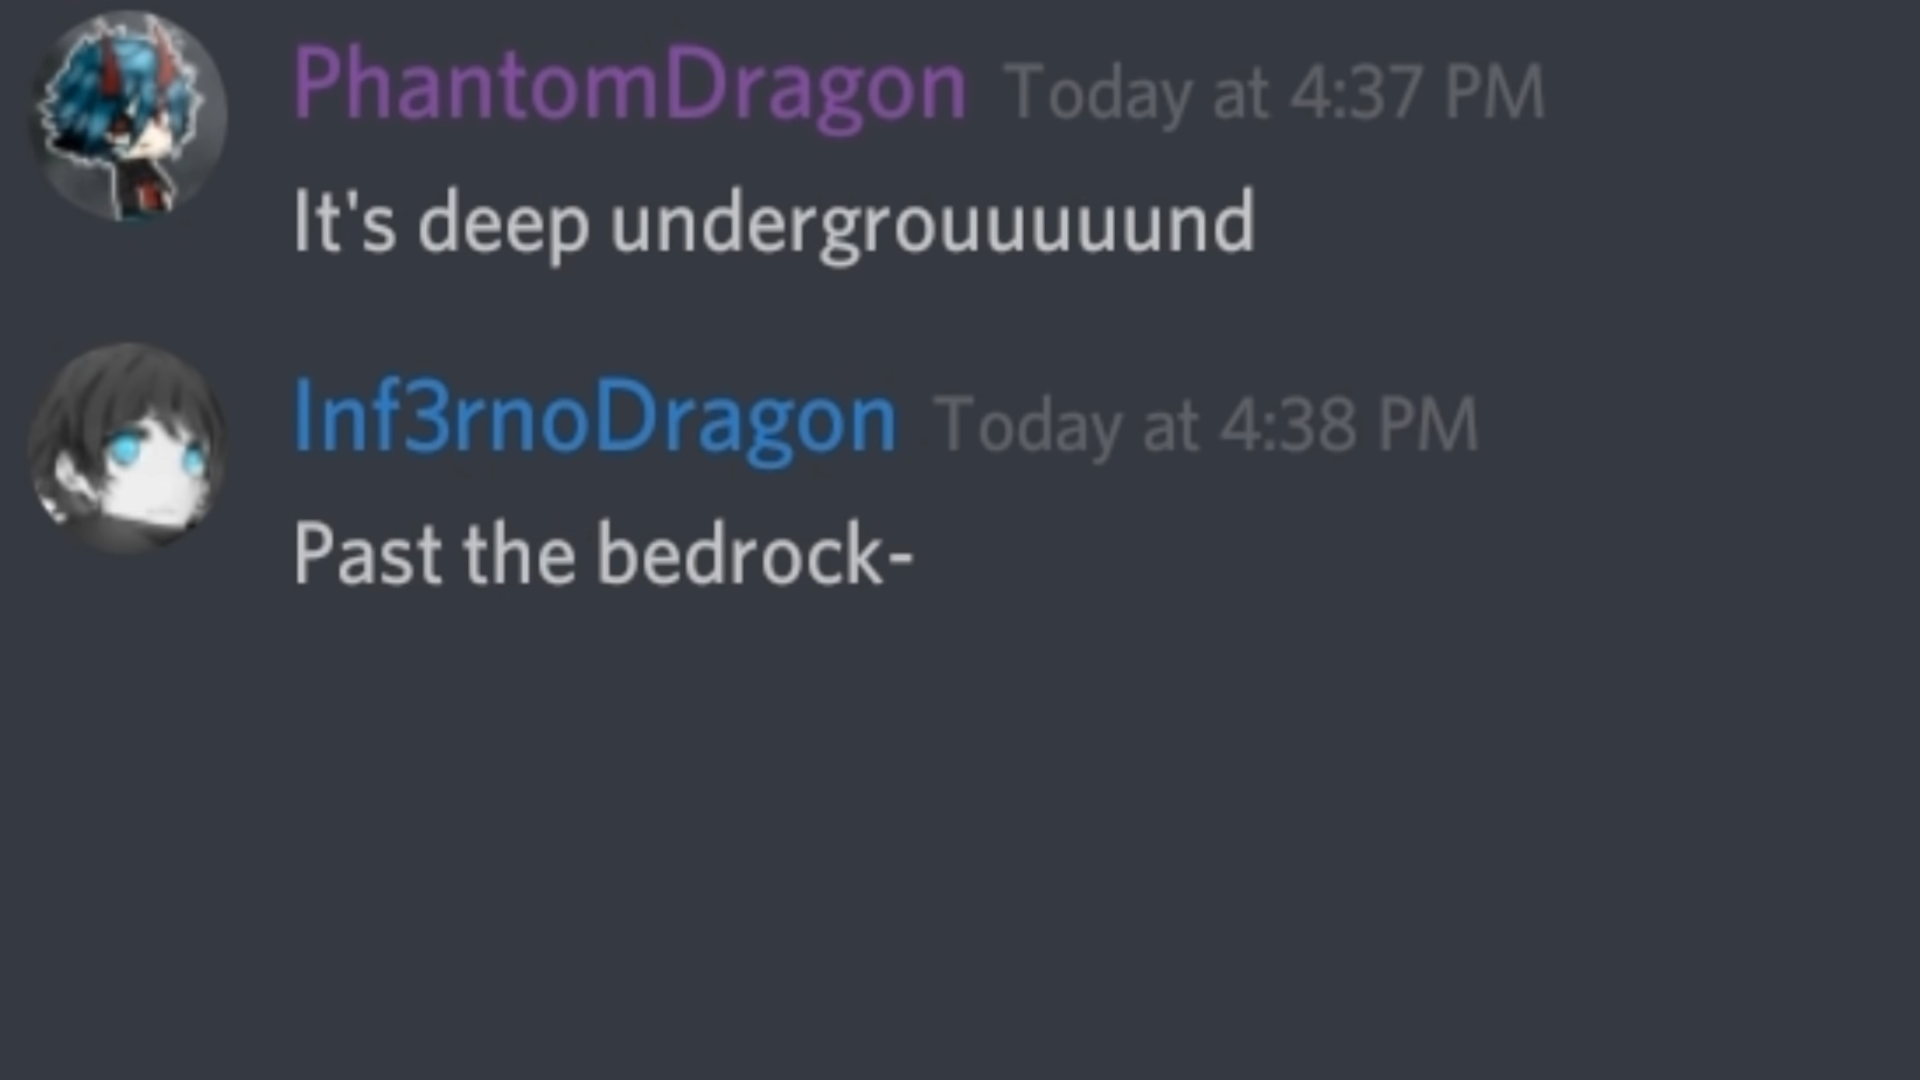 PhantomDragon Today at 4:37 PM
It's deep undergrouuuuund
Inf3rnoDragon Today at 4:38 PM
Past the bedrock-